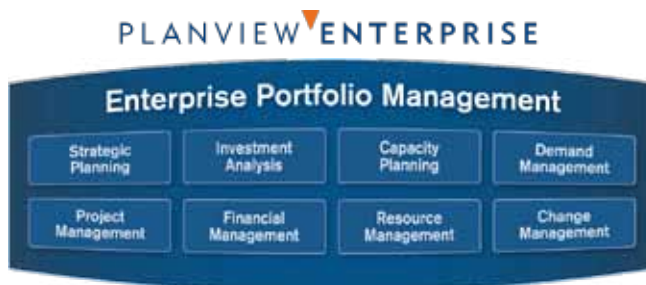 PLANVIEW ENTERPRISE
Enterprise Portfolio Management
Strategic
Planning
Investment
Analysis
Capacity
Planning
Demand
Management
Project
Management
Financial
Management
Resource
Management
Change
Management